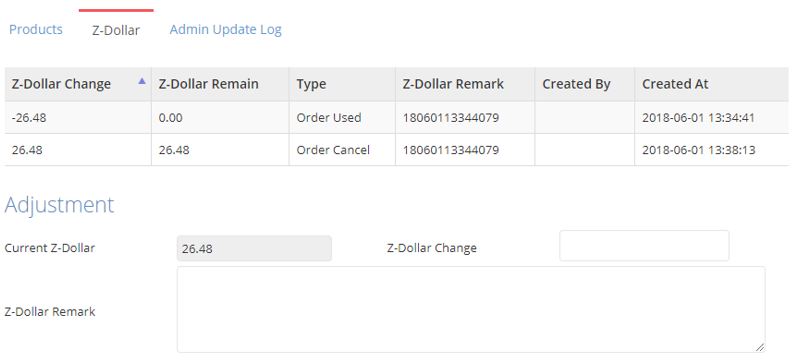 Products Z-Dollar Admin Update Log
Z-Dollar Change Z-Dollar Remain Type Z-Dollar Remark Created By Created At
-26.48 0.00 Order Used 18060113344079 2018-06-01 13:34:41
26.48 26.48 Order Cancel 18060113344079 2018-06-01 13:38:13
Adjustment
Current Z-Dollar 26.48 Z-Dollar Change
Z-Dollar Remark